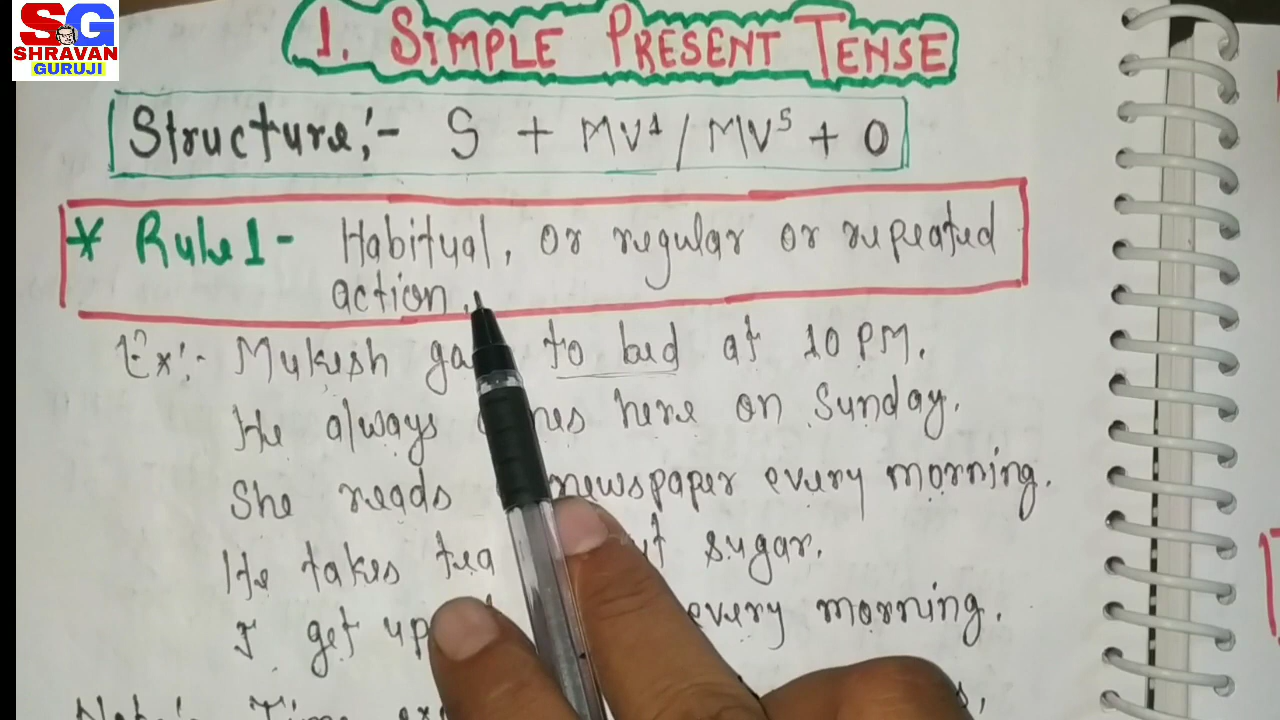 SG
SHRAVAN
GURUJI
1. SIMPLE PRESENT TENSE
Structure:- S + MV¹ / MV⁵ + O
* Rule 1 - Habitual, or regular or repeated
action.
Ex:- Mukesh to bed at 10 PM.
He always here on Sunday.
She reads newspaper every morning.
He takes tea sugar.
I get up every morning.
Note:- Time